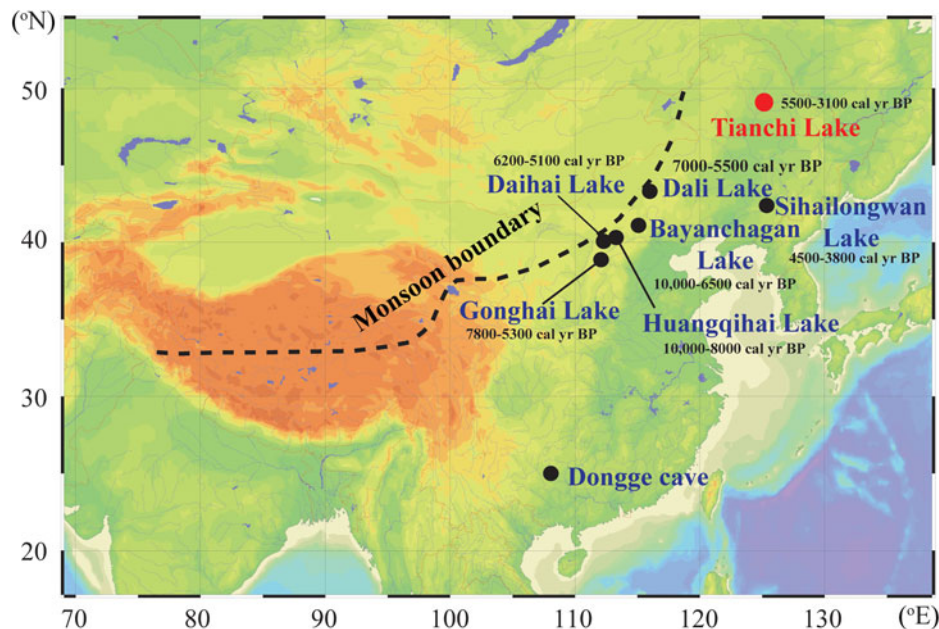 (°N)
50
40
30
20
5500-3100 cal yr BP
Tianchi Lake
6200-5100 cal yr BP
Daihai Lake
7000-5500 cal yr BP
Dali Lake
Sihailongwan
Lake
4500-3800 cal yr BP
Bayanchagan
Lake
10,000-6500 cal yr BP
Monsoon boundary
Gonghai Lake
7800-5300 cal yr BP
Huangqihai Lake
10,000-8000 cal yr BP
Dongge cave
70
80
90
100
110
120
130
(°E)